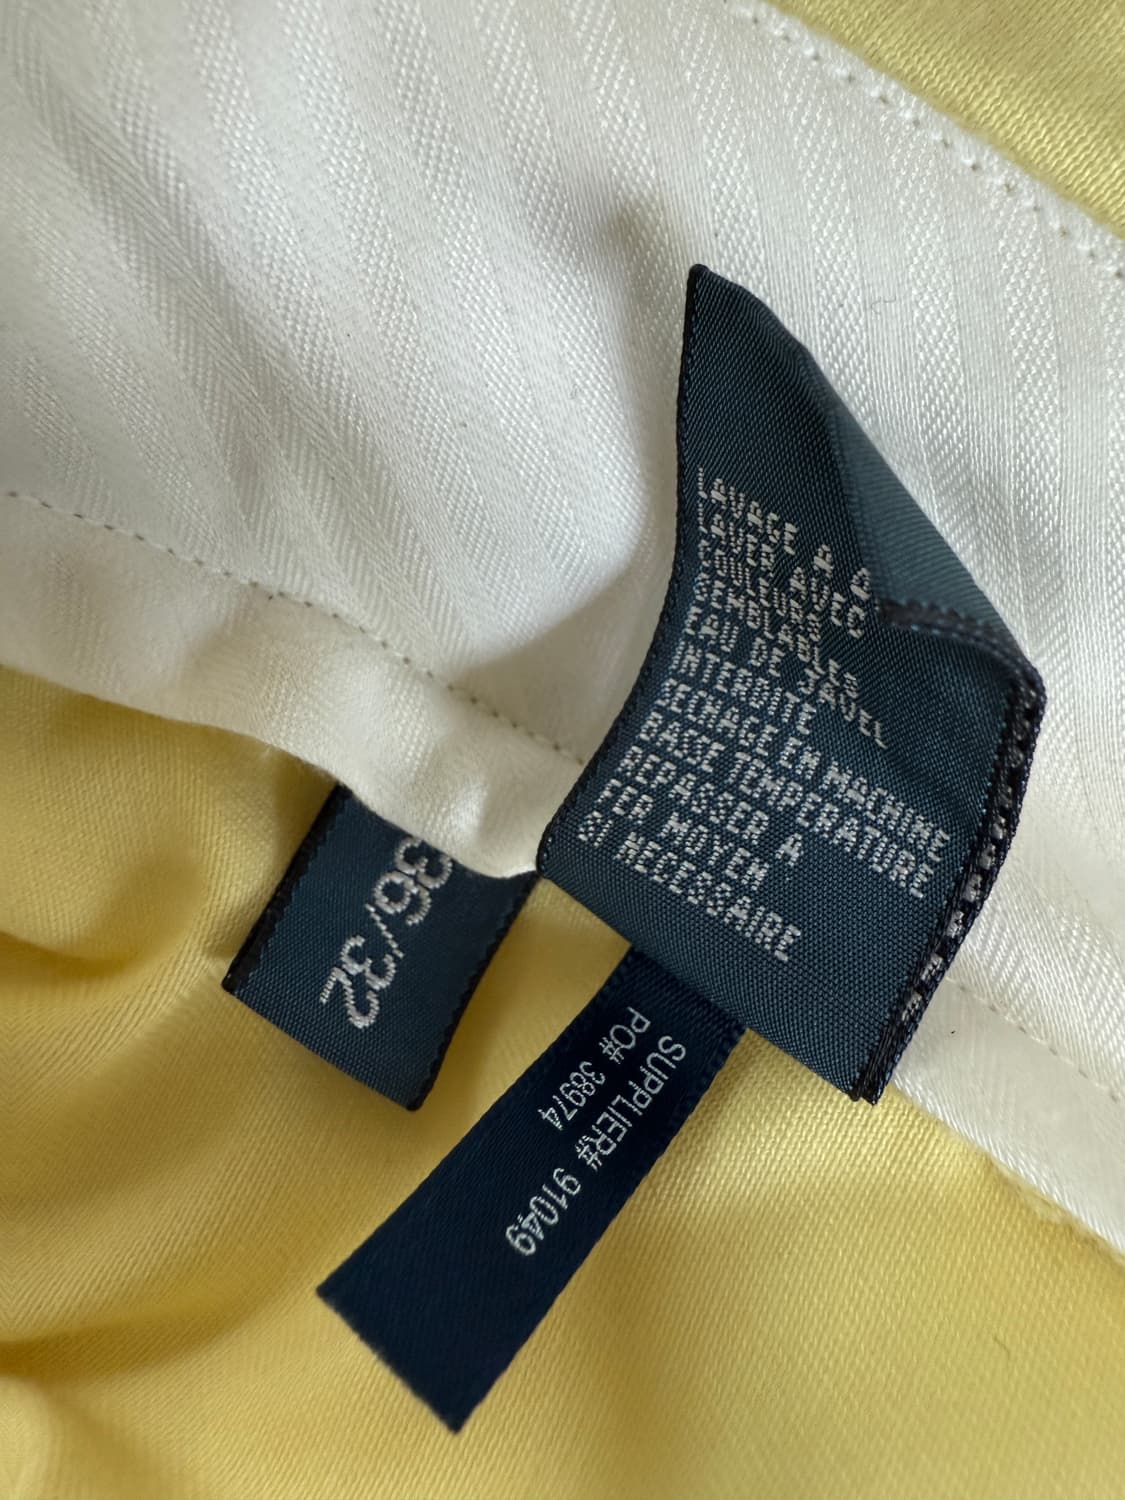 LAVAGE A
LAVER AVEC
COULEURS
SEMBLABLES
EAU DE JAVEL
INTERDITE
SECHAGE EN MACHINE
BASSE TEMPERATURE
REPASSER A
FER MOYEN
SI NECESSAIRE
36/32
SUPPLIER# 91049
PO# 38974